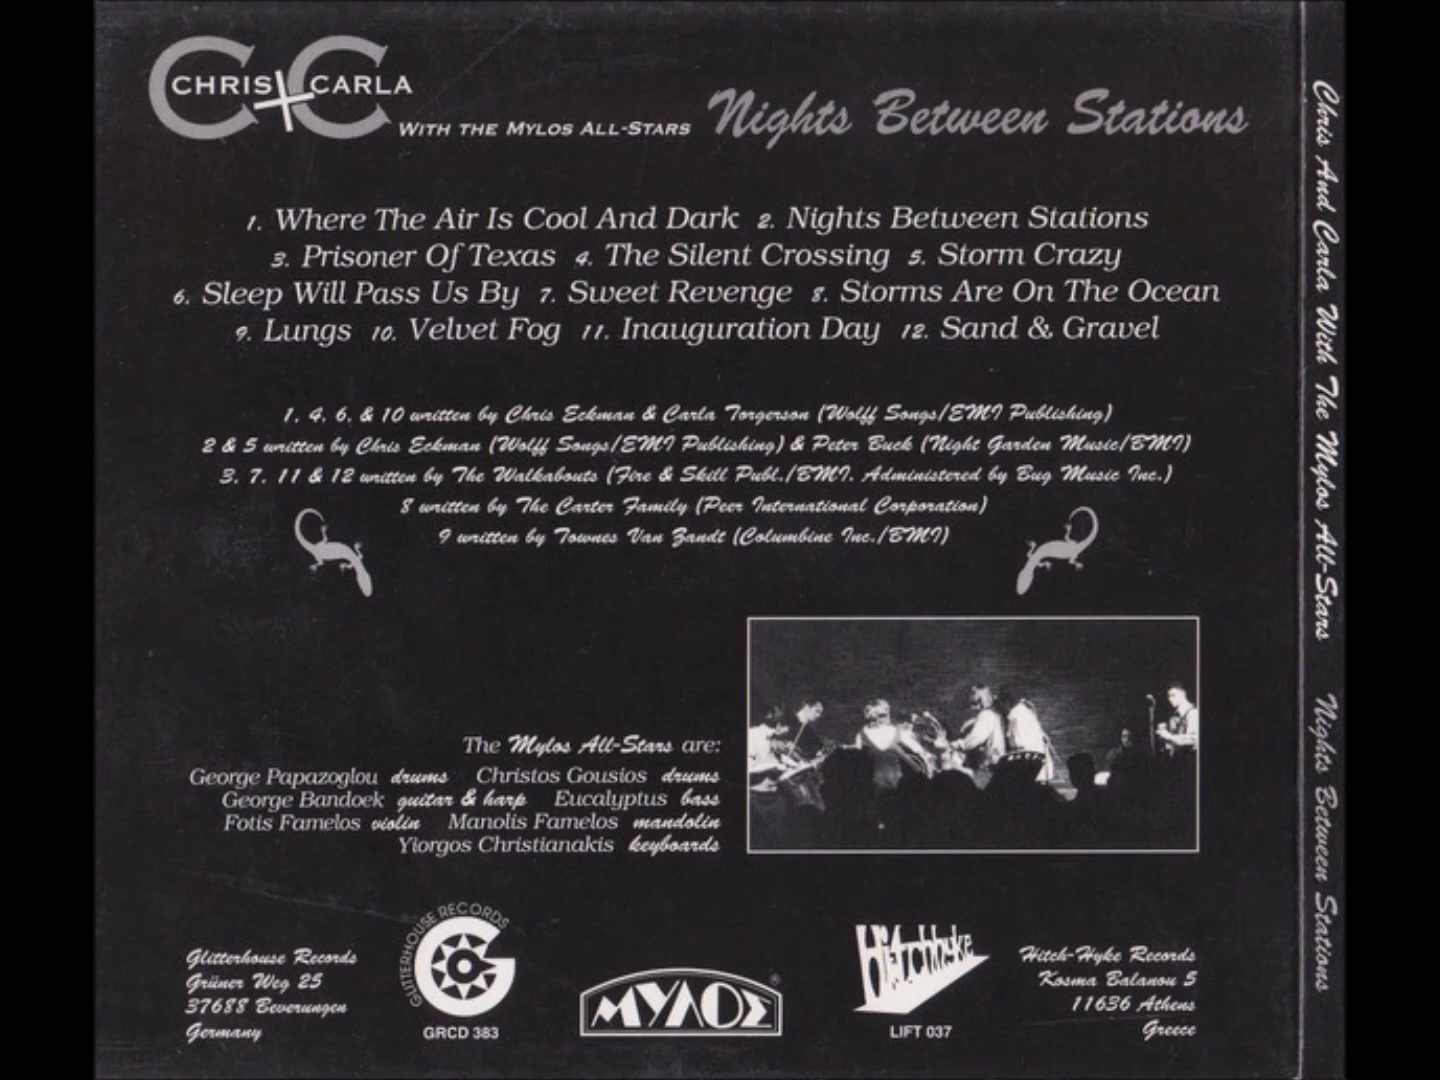 CHRIS + CARLA
WITH THE MYLOS ALL-STARS
Nights Between Stations
1. Where The Air Is Cool And Dark 2. Nights Between Stations
3. Prisoner Of Texas 4. The Silent Crossing 5. Storm Crazy
6. Sleep Will Pass Us By 7. Sweet Revenge 8. Storms Are On The Ocean
9. Lungs 10. Velvet Fog 11. Inauguration Day 12. Sand & Gravel
1. 4. 6. & 10 written by Chris Eckman & Carla Torgerson (Wolff Songs/EMI Publishing)
2 & 5 written by Chris Eckman (Wolff Songs/EMI Publishing) & Peter Buck (Night Garden Music/BMI)
3. 7. 11 & 12 written by The Walkabouts (Fire & Skill Publ./BMI. Administered by Bug Music Inc.)
8 written by The Carter Family (Peer International Corporation)
9 written by Townes Van Zandt (Columbine Inc./BMI)
The Mylos All-Stars are:
George Papazoglou drums Christos Gousios drums
George Bandoek guitar & harp Eucalyptus bass
Fotis Famelos violin Manolis Famelos mandolin
Yiorgos Christianakis keyboards
Glitterhouse Records
Grüner Weg 25
37688 Beverungen
Germany
GLITTERHOUSE RECORDS
GRCD 383
ΜΥΛΟΣ
®
Hitchhyke
LIFT 037
Hitch-Hyke Records
Kosma Balanou 5
11636 Athens
Greece
Chris And Carla With The Mylos All-Stars Nights Between Stations